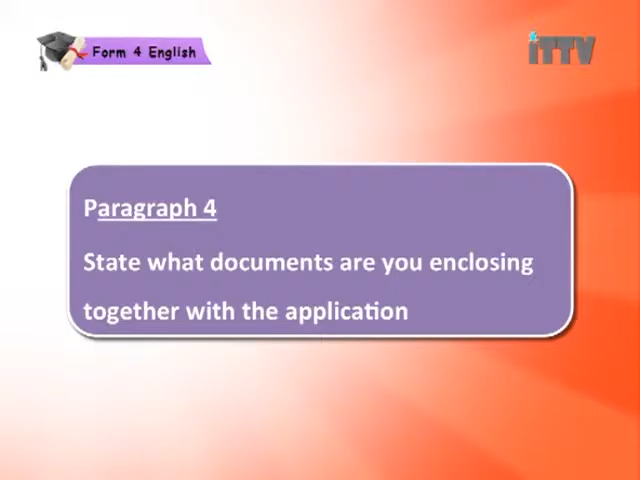 Form 4 English
iTTV
Paragraph 4
State what documents are you enclosing
together with the application